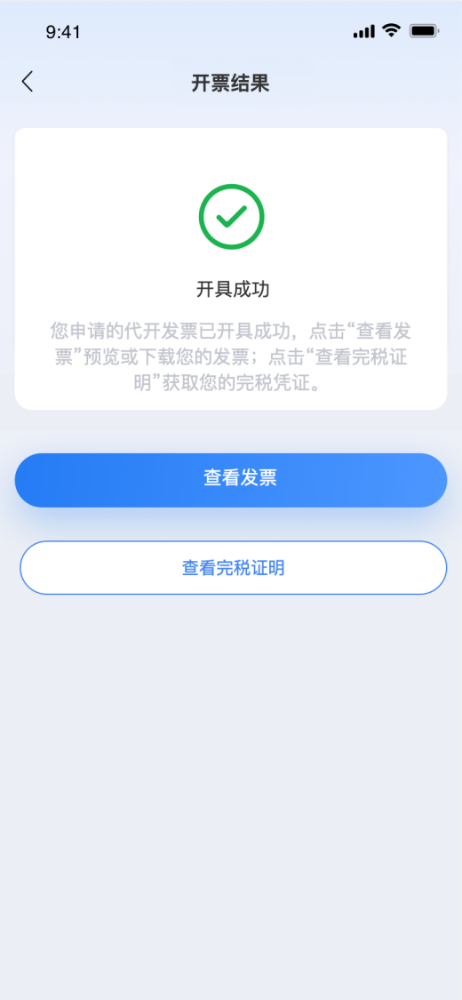 9:41
开票结果
开具成功
您申请的代开发票已开具成功，点击“查看发
票”预览或下载您的发票；点击“查看完税证
明”获取您的完税凭证。
查看发票
查看完税证明